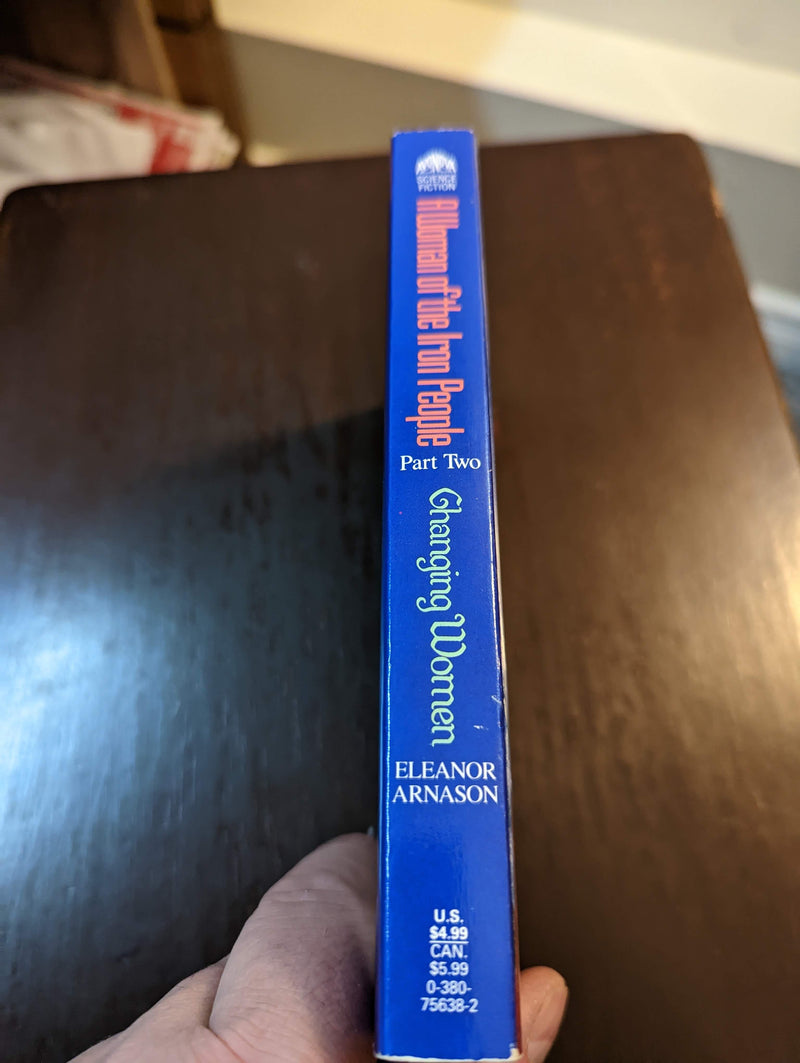 SCIENCE
FICTION
A Woman of the Iron People
Part Two
Changing Women
ELEANOR
ARNASON
U.S.
$4.99
CAN.
$5.99
0-380-
75638-2